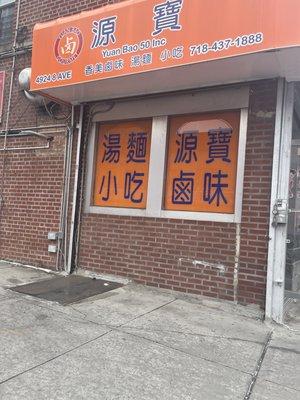 源寶
Yuan Bao 50 Inc
香美鹵味 湯麵 小吃 718-437-1888
4924 8 AVE
湯麵 源寶
小吃 鹵味